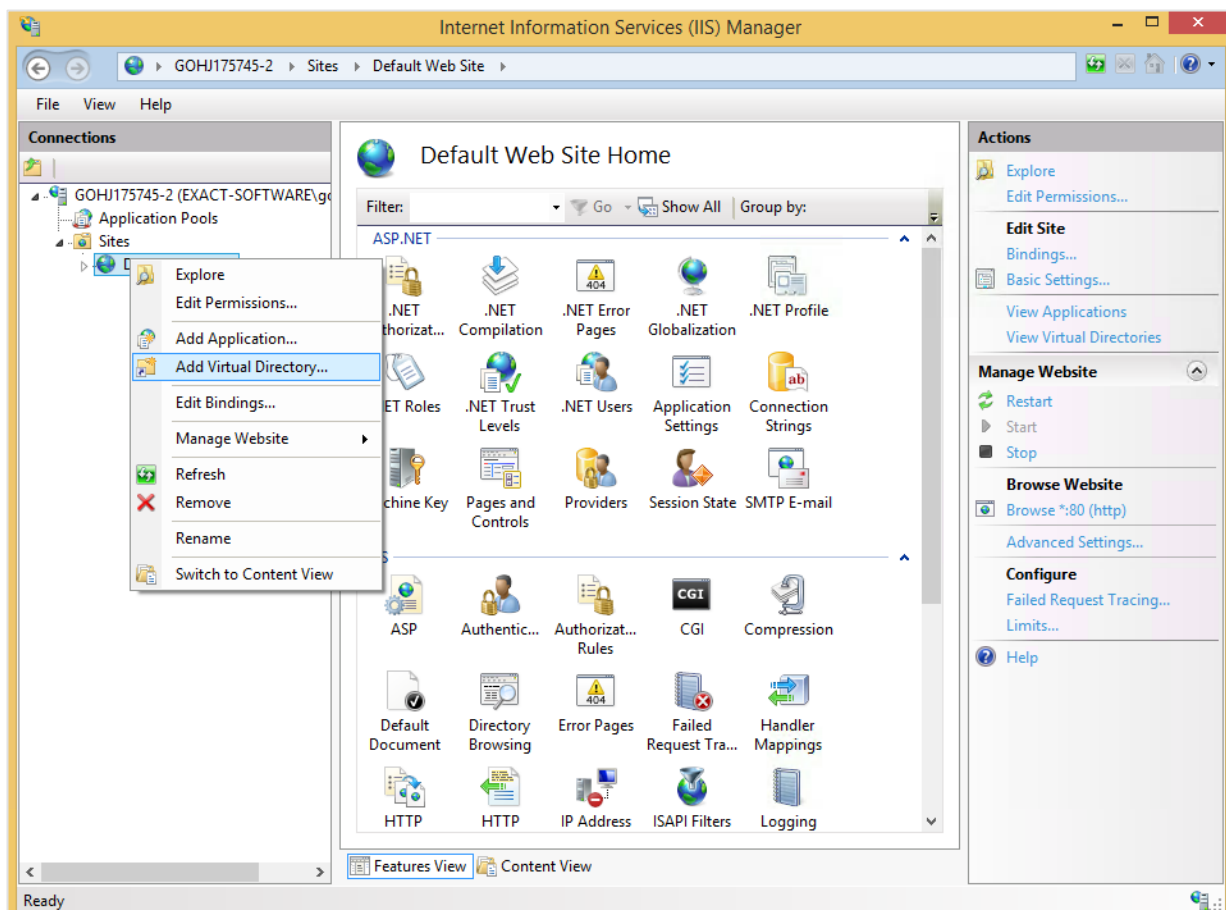 Internet Information Services (IIS) Manager
GOHJ175745-2 Sites Default Web Site
File View Help
Connections
GOHJ175745-2 (EXACT-SOFTWARE\go
Application Pools
Sites
D
Explore
Edit Permissions...
Add Application...
Add Virtual Directory...
Edit Bindings...
Manage Website
Refresh
Remove
Rename
Switch to Content View
Default Web Site Home
Filter: Go Show All Group by:
ASP.NET
.NET
thorizat...
.NET
Compilation
.NET Error
Pages
404
.NET
Globalization
.NET Profile
ET Roles
.NET Trust
Levels
.NET Users
Application
Settings
ab
Connection
Strings
chine Key
Pages and
Controls
Providers
Session State
SMTP E-mail
S
ASP
Authentic...
Authorizat...
Rules
CGI
CGI
Compression
Default
Document
Directory
Browsing
404
Error Pages
Failed
Request Tra...
Handler
Mappings
HTTP
HTTP
IP Address
ISAPI Filters
Logging
Features View Content View
Actions
Explore
Edit Permissions...
Edit Site
Bindings...
Basic Settings...
View Applications
View Virtual Directories
Manage Website
Restart
Start
Stop
Browse Website
Browse *:80 (http)
Advanced Settings...
Configure
Failed Request Tracing...
Limits...
Help
Ready